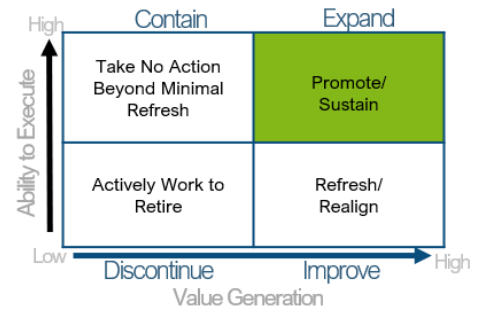 Contain
Expand
High
Ability to Execute
Take No Action
Beyond Minimal
Refresh
Promote/
Sustain
Actively Work to
Retire
Refresh/
Realign
Low
High
Discontinue
Improve
Value Generation